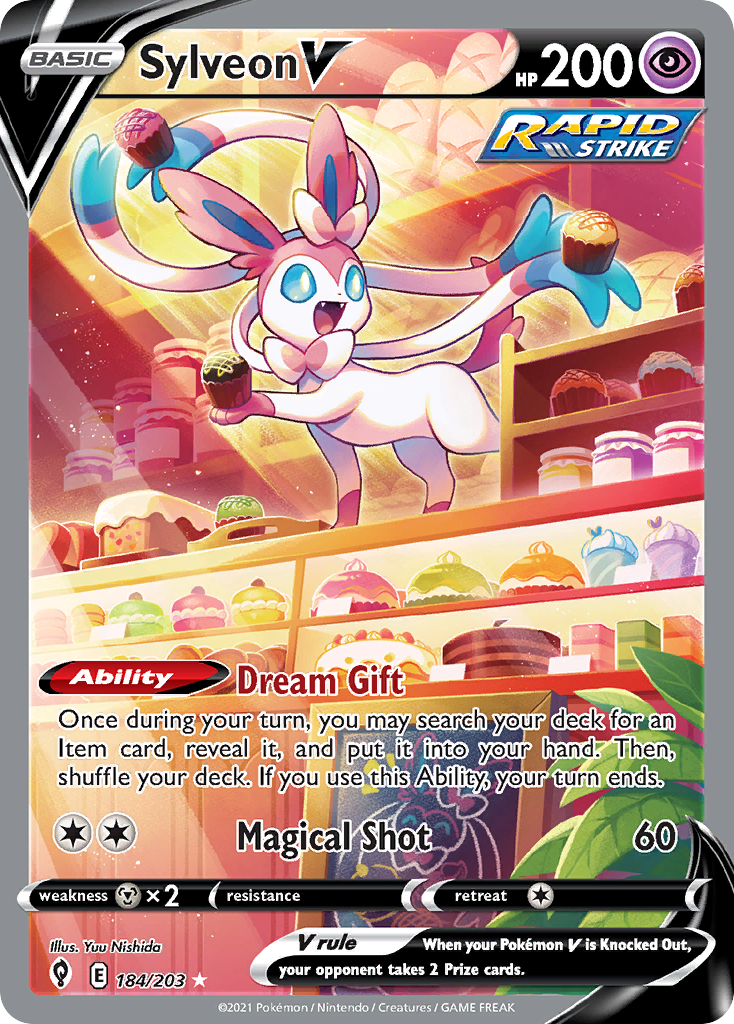 BASIC
Sylveon V
HP 200
RAPID
STRIKE
Ability Dream Gift
Once during your turn, you may search your deck for an
Item card, reveal it, and put it into your hand. Then,
shuffle your deck. If you use this Ability, your turn ends.
Magical Shot 60
weakness ×2 resistance retreat
Illus. Yuu Nishida
V rule When your Pokémon V is Knocked Out,
your opponent takes 2 Prize cards.
E 184/203
©2021 Pokémon / Nintendo / Creatures / GAME FREAK